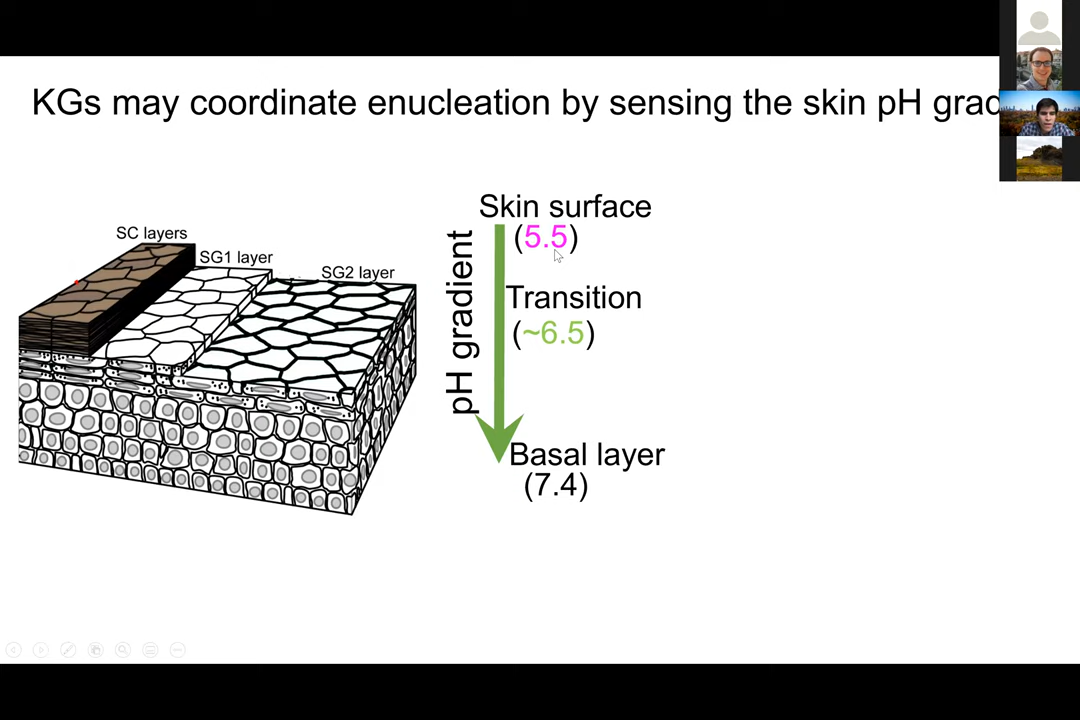 KGs may coordinate enucleation by sensing the skin pH grad
SC layers
SG1 layer
SG2 layer
pH gradient
Skin surface
(5.5)
Transition
(~6.5)
Basal layer
(7.4)